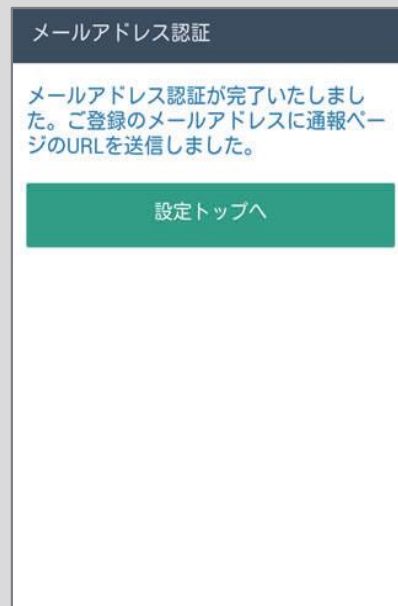 メールアドレス認証
メールアドレス認証が完了いたしまし
た。ご登録のメールアドレスに通報ペー
ジのURLを送信しました。
設定トップへ